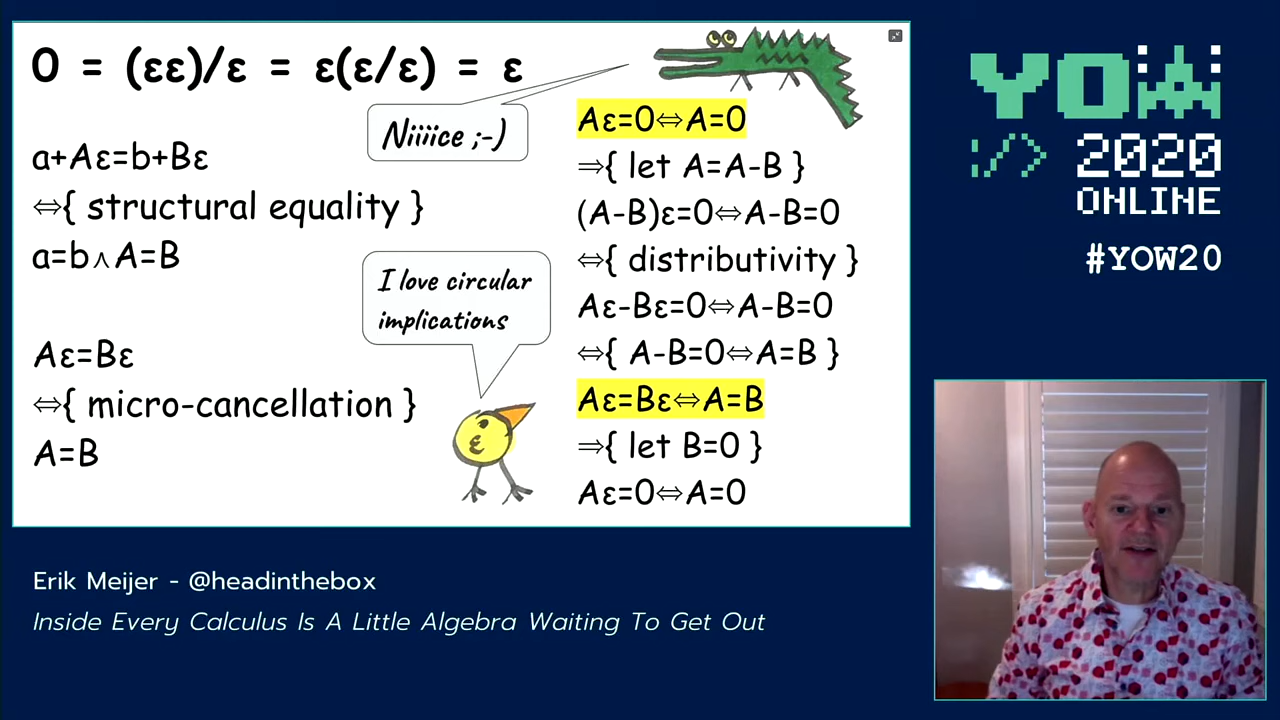 0 = (εε)/ε = ε(ε/ε) = ε
Niiiice ;-)
a+Aε=b+Bε
⇔{ structural equality }
a=b∧A=B
I love circular
implications
Aε=Bε
⇔{ micro-cancellation }
A=B
Aε=0⇔A=0
⇒{ let A=A-B }
(A-B)ε=0⇔A-B=0
⇔{ distributivity }
Aε-Bε=0⇔A-B=0
⇔{ A-B=0⇔A=B }
Aε=Bε⇔A=B
⇒{ let B=0 }
Aε=0⇔A=0
YOW
:/> 2020
ONLINE
#YOW20
Erik Meijer - @headinthebox
Inside Every Calculus Is A Little Algebra Waiting To Get Out